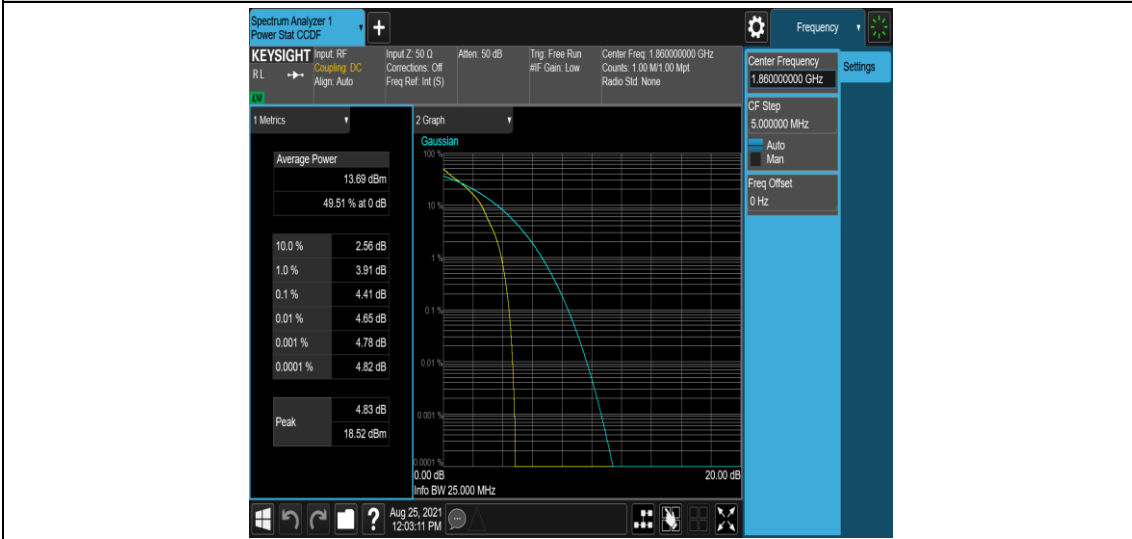 Spectrum Analyzer 1
Power Stat CCDF
+
Frequency
KEYSIGHT
RL
LM
Input: RF
Coupling: DC
Align: Auto
Input Z: 50 Ω
Corrections: Off
Freq Ref: Int (S)
Atten: 50 dB
Trig: Free Run
#IF Gain: Low
Center Freq: 1.860000000 GHz
Counts: 1.00 M/1.00 Mpt
Radio Std: None
Center Frequency
1.860000000 GHz
Settings
CF Step
5.000000 MHz
Auto
Man
Freq Offset
0 Hz
1 Metrics
Average Power
13.69 dBm
49.51 % at 0 dB
10.0 % 2.56 dB
1.0 % 3.91 dB
0.1 % 4.41 dB
0.01 % 4.65 dB
0.001 % 4.78 dB
0.0001 % 4.82 dB
Peak 4.83 dB
18.52 dBm
2 Graph
Gaussian
100 %
10 %
1 %
0.1 %
0.01 %
0.001 %
0.0001 %
0.00 dB 20.00 dB
Info BW 25.000 MHz
?
Aug 25, 2021
12:03:11 PM